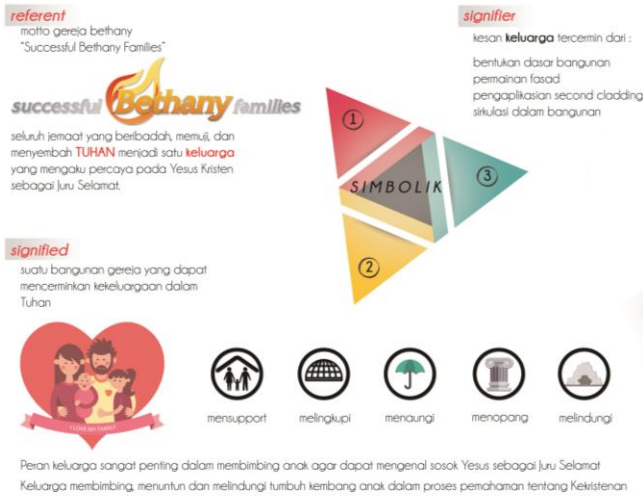 referent
motto gereja bethany
"Successful Bethany Families"
successful Bethany families
seluruh jemaat yang beribadah, memuji, dan
menyembah TUHAN menjadi satu keluarga
yang mengaku percaya pada Yesus Kristen
sebagai Juru Selamat.
signified
suatu bangunan gereja yang dapat
mencerminkan kekeluargaan dalam
Tuhan
I LOVE MY FAMILY
signifier
kesan keluarga tercermin dari :
bentukan dasar bangunan
permainan fasad
pengaplikasian second cladding
sirkulasi dalam bangunan
1
SIMBOLIK
3
2
mensupport
melingkupi
menaungi
menopang
melindungi
Peran keluarga sangat penting dalam membimbing anak agar dapat mengenal sosok Yesus sebagai Juru Selamat
Keluarga membimbing, menuntun dan melindungi tumbuh kembang anak dalam proses pemahaman tentang Kekristenan